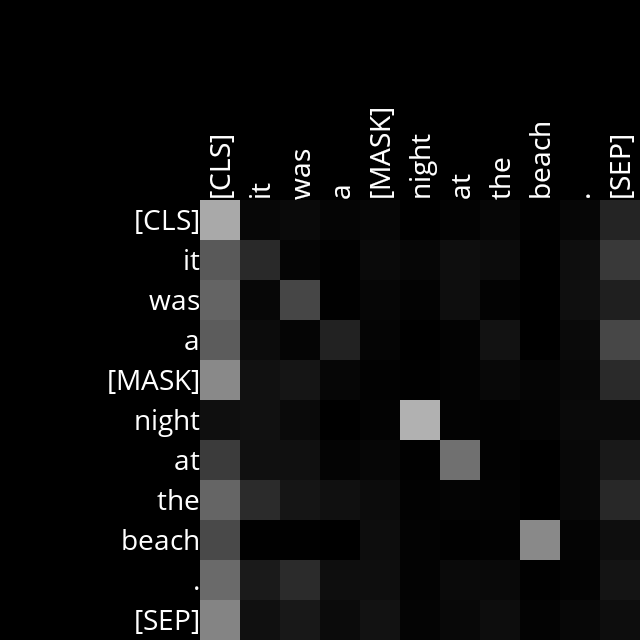 [CLS] it was a [MASK] night at the beach . [SEP]
[CLS]
it
was
a
[MASK]
night
at
the
beach
.
[SEP]